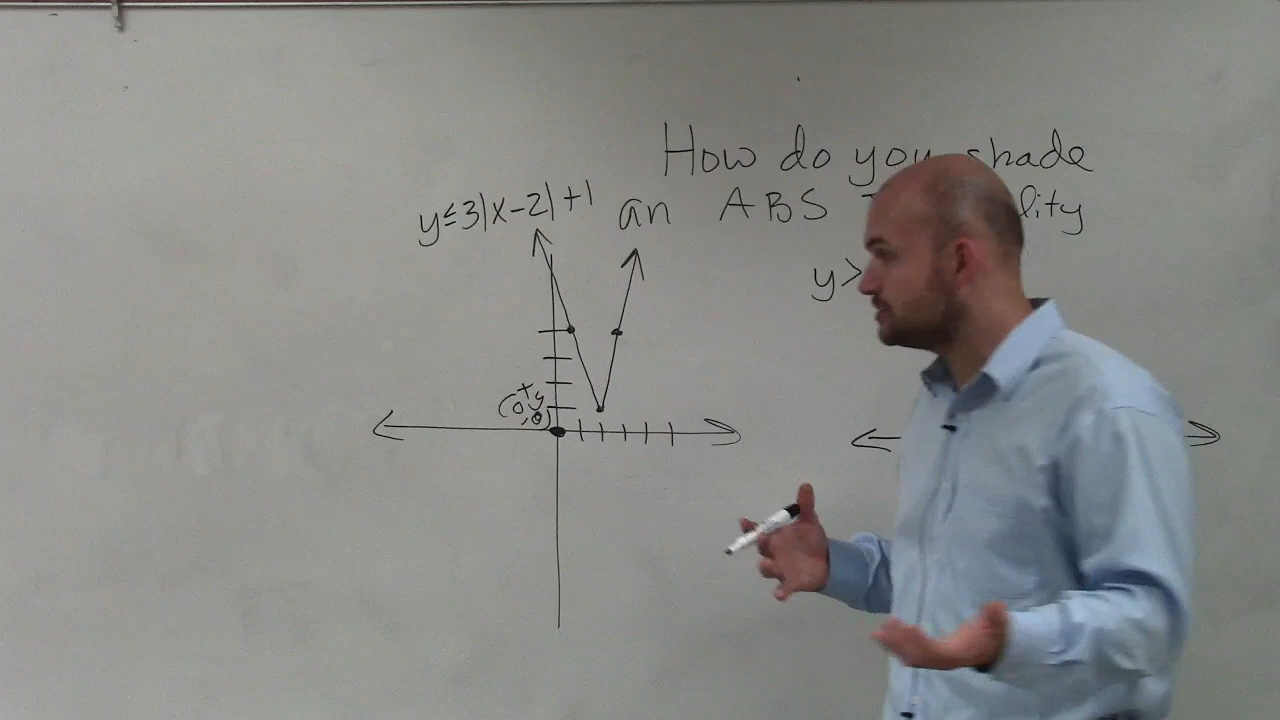 How do you shade
an ABS
y≤3|x-2|+1
y>
x y
(0,0)